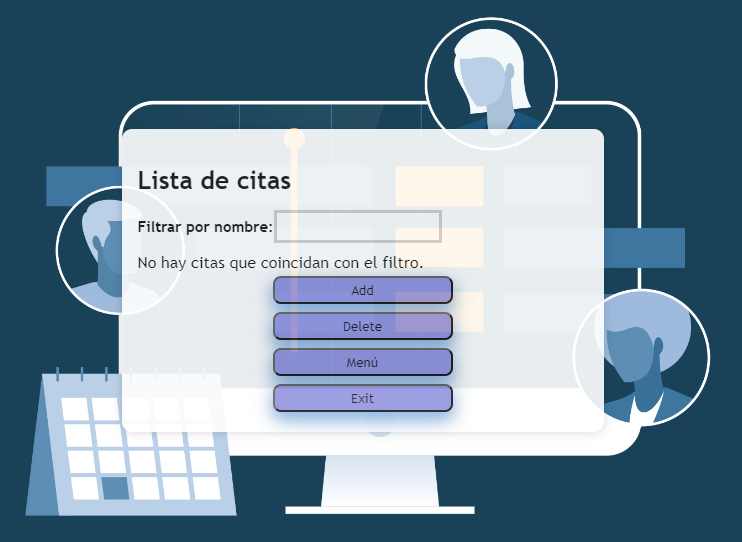 Lista de citas
Filtrar por nombre:
No hay citas que coincidan con el filtro.
Add
Delete
Menú
Exit